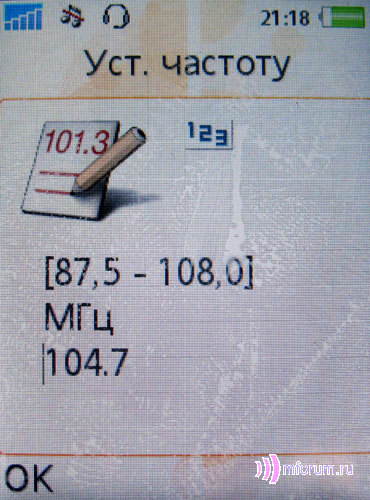 21:18
Уст. частоту
101.3
123
[87,5 - 108,0]
МГц
104.7
OK
mforum.ru